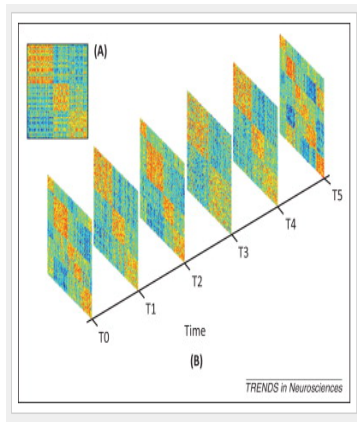 (A)
T5
T4
T3
T2
T1
T0
Time
(B)
TRENDS in Neurosciences